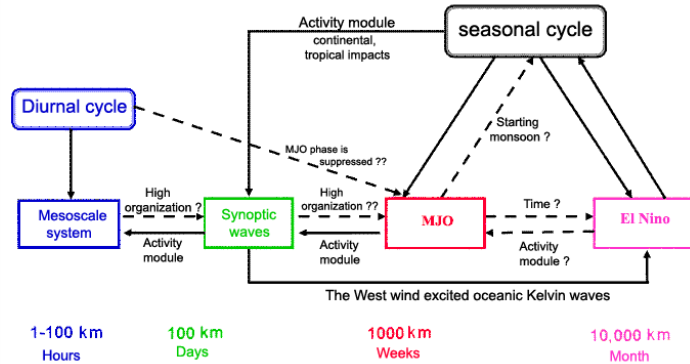 Activity module
continental,
tropical impacts
seasonal cycle
Diurnal cycle
MJO phase is
suppressed ??
Starting
monsoon ?
High
organization ?
High
organization ??
Time ?
Mesoscale
system
Synoptic
waves
MJO
El Nino
Activity
module
Activity
module
Activity
module ?
The West wind excited oceanic Kelvin waves
1-100 km
100 km
1000 km
10,000 km
Hours
Days
Weeks
Month